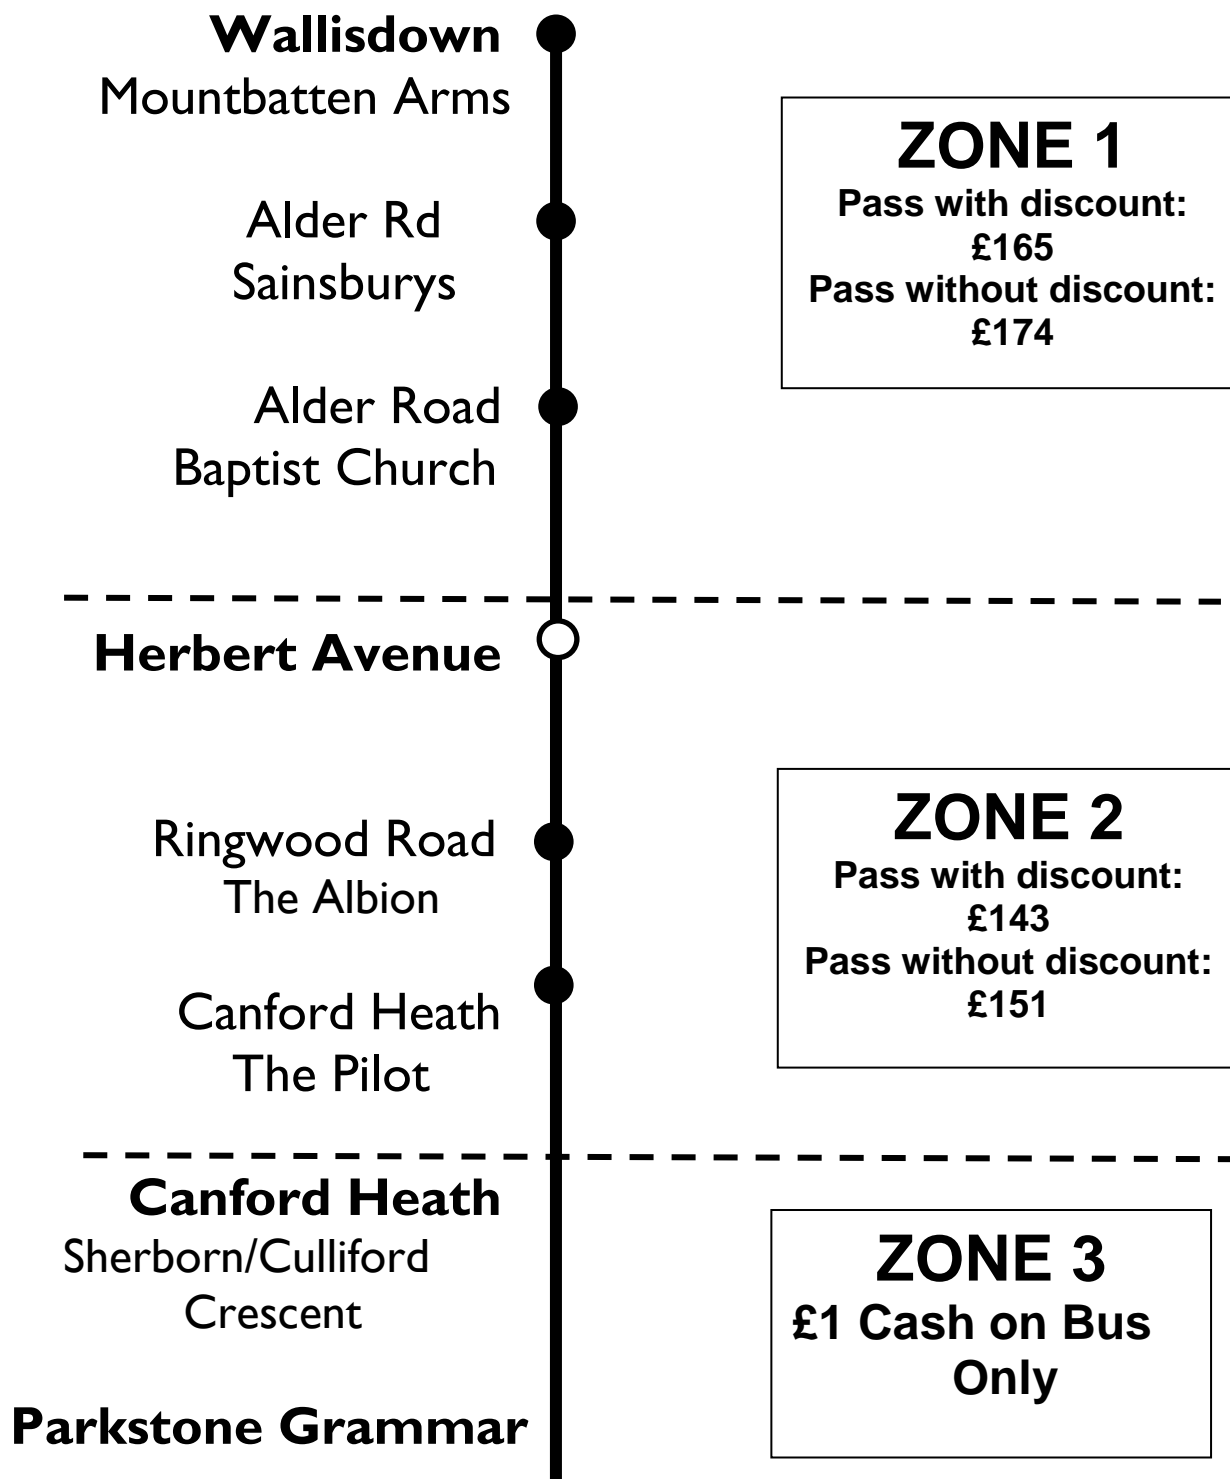 Wallisdown
Mountbatten Arms
Alder Rd
Sainsburys
Alder Road
Baptist Church
ZONE 1
Pass with discount:
£165
Pass without discount:
£174
Herbert Avenue
Ringwood Road
The Albion
Canford Heath
The Pilot
ZONE 2
Pass with discount:
£143
Pass without discount:
£151
Canford Heath
Sherborn/Culliford
Crescent
Parkstone Grammar
ZONE 3
£1 Cash on Bus
Only